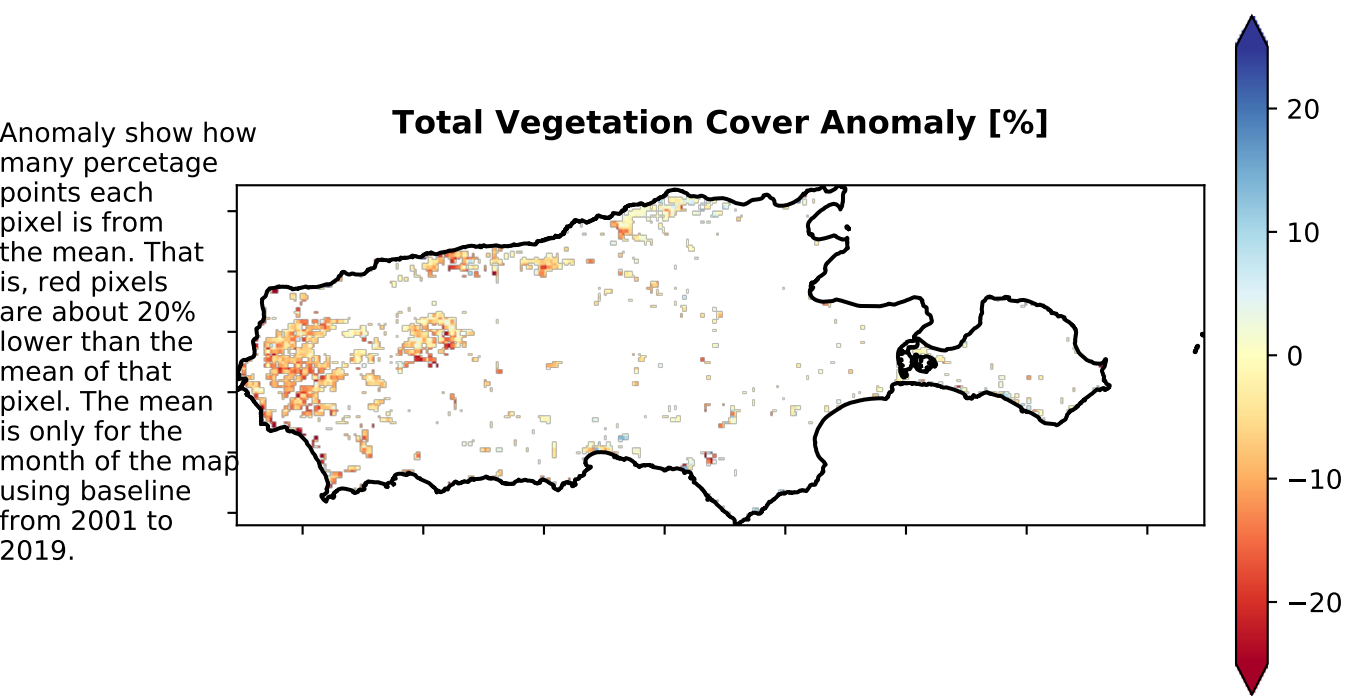 Total Vegetation Cover Anomaly [%]
Anomaly show how
many percetage
points each
pixel is from
the mean. That
is, red pixels
are about 20%
lower than the
mean of that
pixel. The mean
is only for the
month of the map
using baseline
from 2001 to
2019.
20
10
0
−10
−20